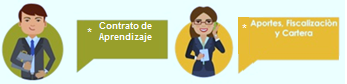 * Contrato de
Aprendizaje
* Aportes, Fiscalización
y Cartera